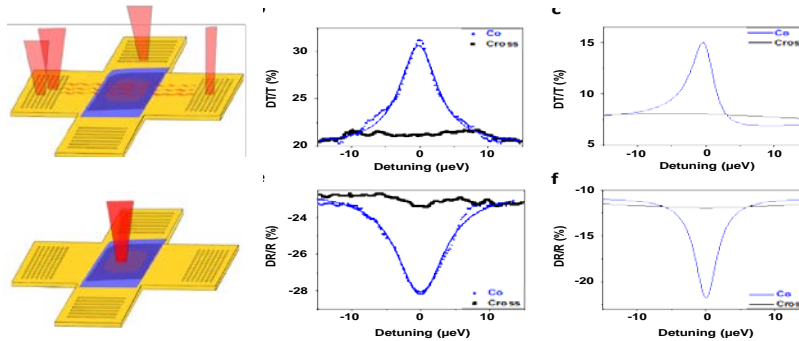 c
DT/T (%)
30
25
20
Co
Cross
-10
0
10
Detuning (µeV)
DT/T (%)
15
10
5
Co
Cross
-10
0
10
Detuning (µeV)
e
f
DR/R (%)
-24
-26
-28
Co
Cross
-10
0
10
Detuning (µeV)
DR/R (%)
-10
-15
-20
Co
Cross
-10
0
10
Detuning (µeV)